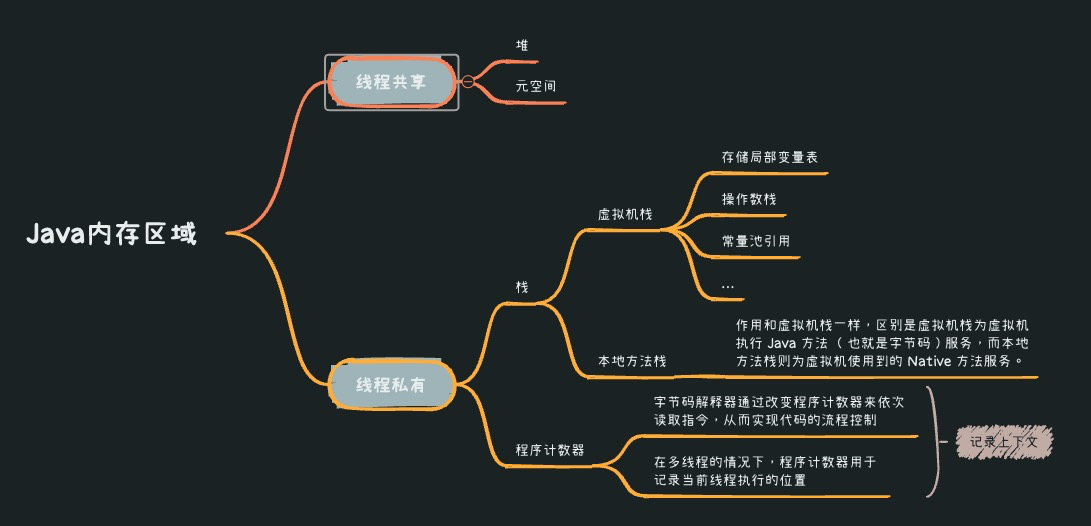 Java内存区域
线程共享
堆
元空间
线程私有
栈
虚拟机栈
存储局部变量表
操作数栈
常量池引用
...
本地方法栈
作用和虚拟机栈一样，区别是虚拟机栈为虚拟机
执行 Java 方法 （ 也就是字节码 ）服务，而本地
方法栈则为虚拟机使用到的 Native 方法服务。
程序计数器
字节码解释器通过改变程序计数器来依次
读取指令，从而实现代码的流程控制
在多线程的情况下，程序计数器用于
记录当前线程执行的位置
记录上下文